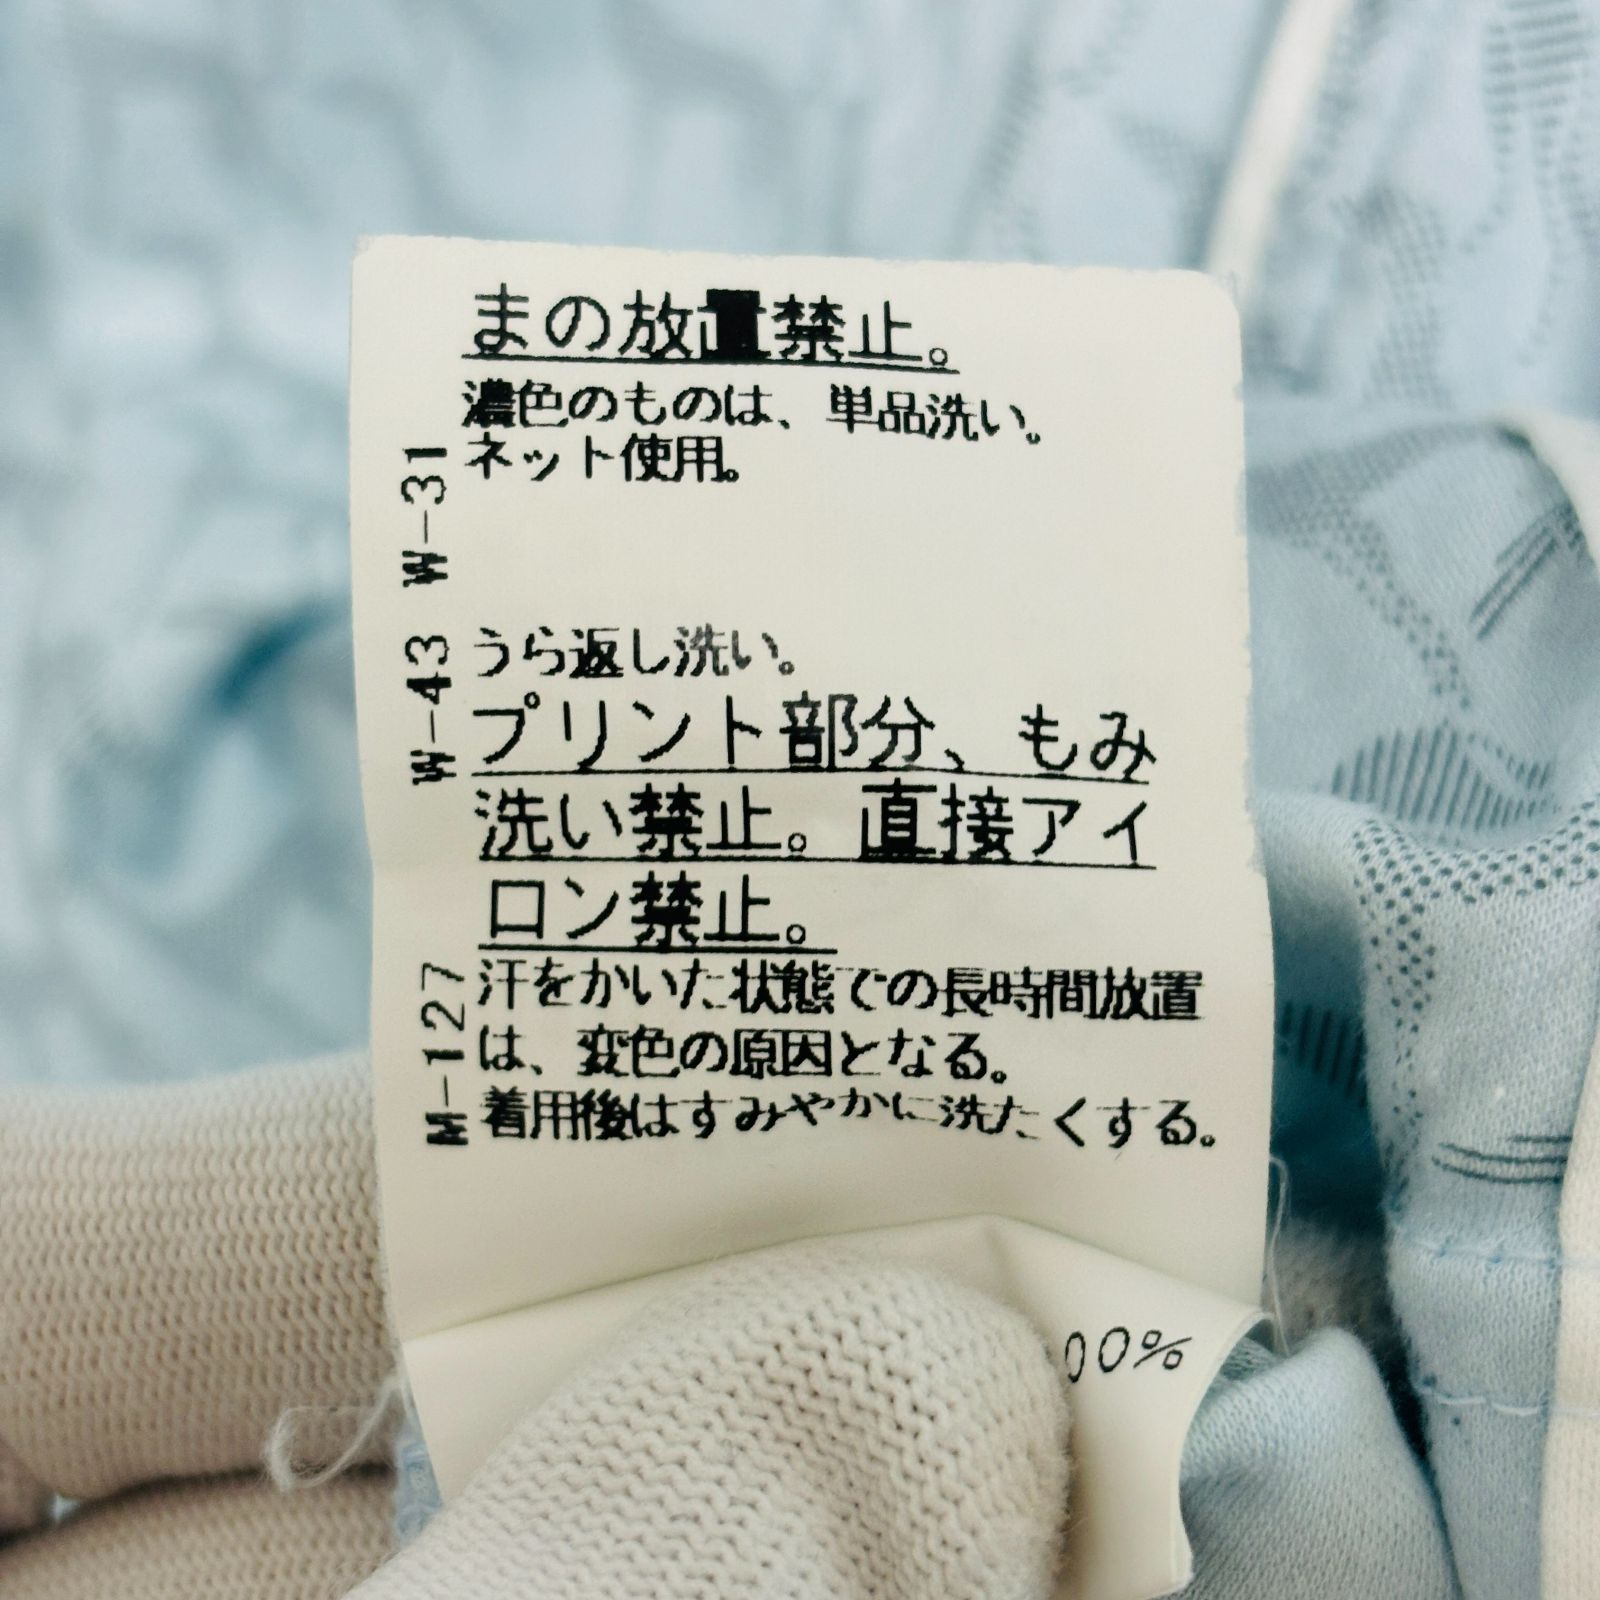 まの放置禁止。
濃色のものは、単品洗い。
ネット使用。
W-31
うら返し洗い。
プリント部分、もみ
洗い禁止。直接アイ
ロン禁止。
W-43
汗をかいた状態での長時間放置
は、変色の原因となる。
着用後はすみやかに洗たくする。
M-127
00%